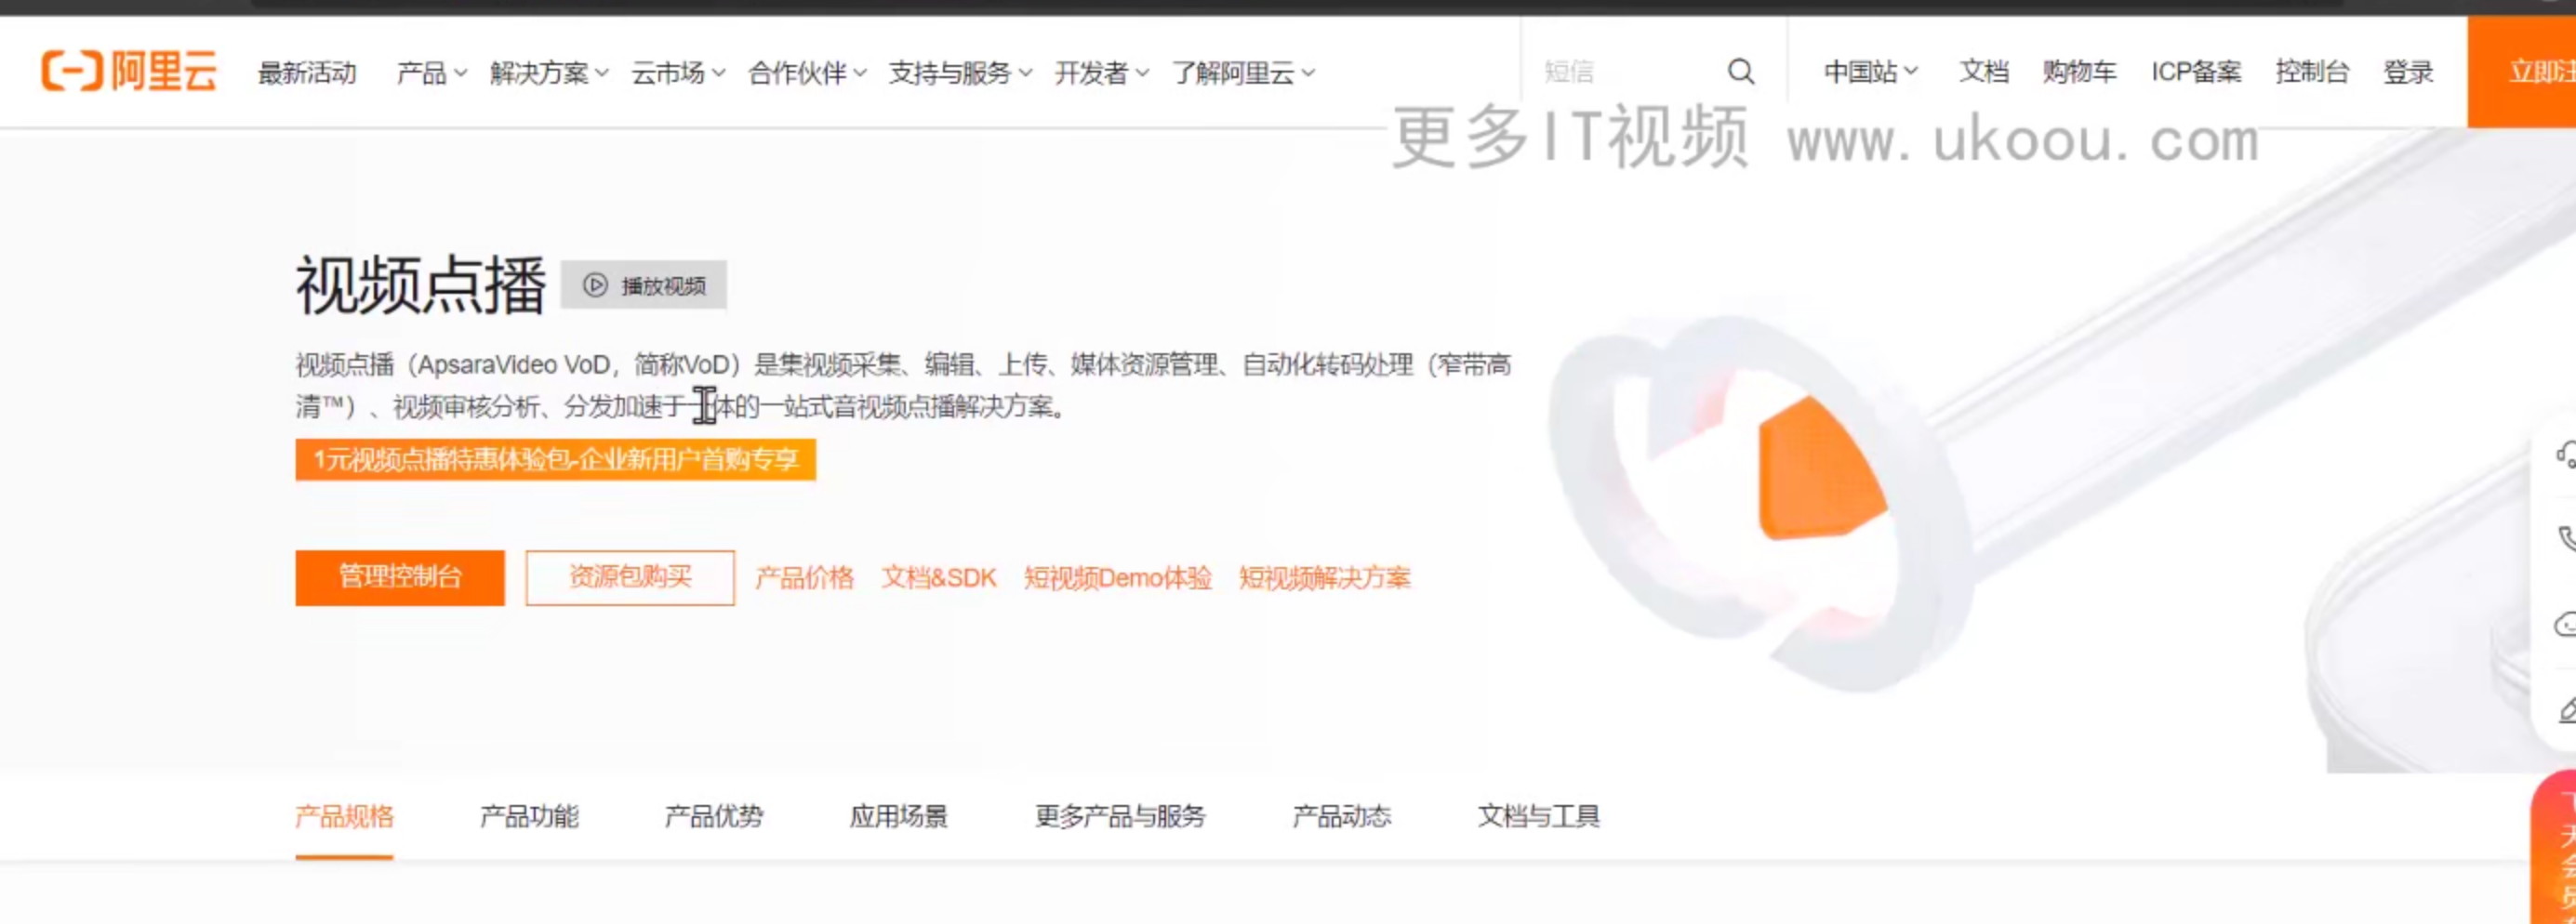 阿里云 最新活动 产品 解决方案 云市场 合作伙伴 支持与服务 开发者 了解阿里云 短信 中国站 文档 购物车 ICP备案 控制台 登录 立即注
更多IT视频 www.ukoou.com
视频点播 播放视频
视频点播（ApsaraVideo VoD，简称VoD）是集视频采集、编辑、上传、媒体资源管理、自动化转码处理（窄带高
清™）、视频审核分析、分发加速于一体的一站式音视频点播解决方案。
1元视频点播特惠体验包-企业新用户首购专享
管理控制台 资源包购买 产品价格 文档&SDK 短视频Demo体验 短视频解决方案
产品规格 产品功能 产品优势 应用场景 更多产品与服务 产品动态 文档与工具